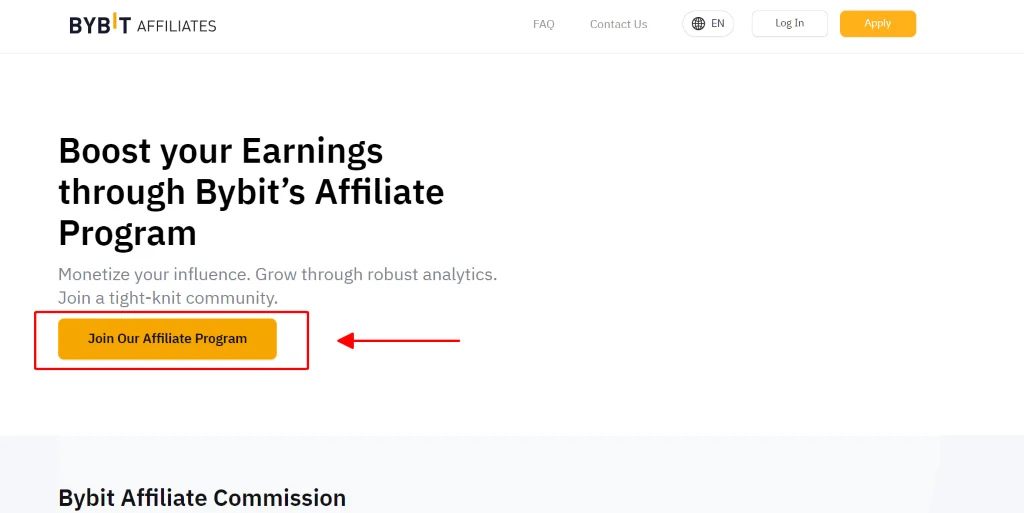 BYBIT AFFILIATES
FAQ
Contact Us
EN
Log In
Apply
Boost your Earnings
through Bybit’s Affiliate
Program
Monetize your influence. Grow through robust analytics.
Join a tight-knit community.
Join Our Affiliate Program
Bybit Affiliate Commission